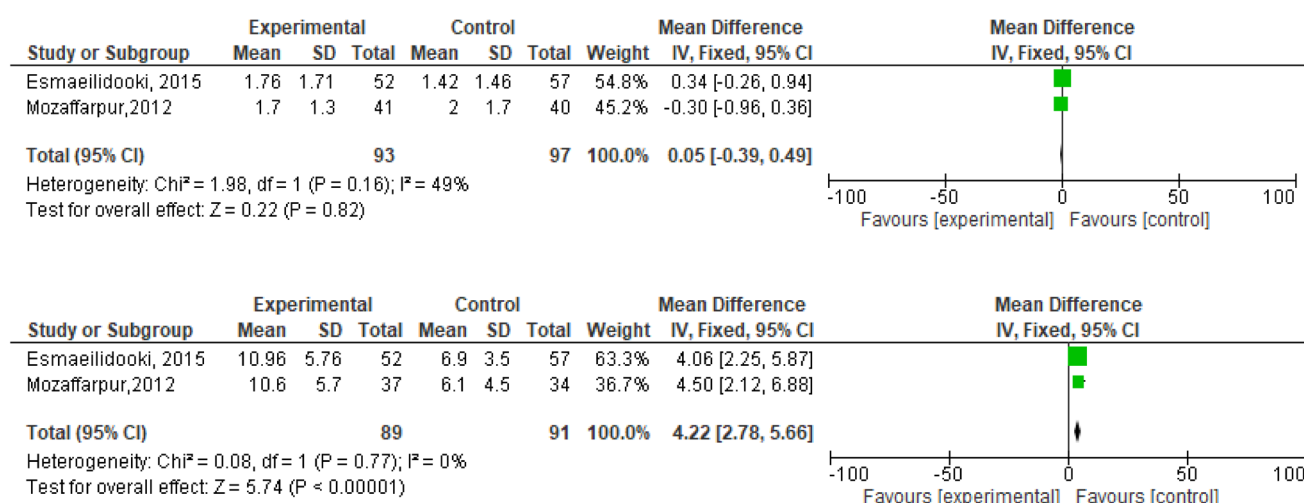 Experimental Control Mean Difference Mean Difference
Study or Subgroup Mean SD Total Mean SD Total Weight IV, Fixed, 95% CI IV, Fixed, 95% CI
Esmaeilidooki, 2015 1.76 1.71 52 1.42 1.46 57 54.8% 0.34 [-0.26, 0.94]
Mozaffarpur,2012 1.7 1.3 41 2 1.7 40 45.2% -0.30 [-0.96, 0.36]
Total (95% CI) 93 97 100.0% 0.05 [-0.39, 0.49]
Heterogeneity: Chi² = 1.98, df = 1 (P = 0.16); I² = 49%
Test for overall effect: Z = 0.22 (P = 0.82)
-100 -50 0 50 100
Favours [experimental] Favours [control]
Experimental Control Mean Difference Mean Difference
Study or Subgroup Mean SD Total Mean SD Total Weight IV, Fixed, 95% CI IV, Fixed, 95% CI
Esmaeilidooki, 2015 10.96 5.76 52 6.9 3.5 57 63.3% 4.06 [2.25, 5.87]
Mozaffarpur,2012 10.6 5.7 37 6.1 4.5 34 36.7% 4.50 [2.12, 6.88]
Total (95% CI) 89 91 100.0% 4.22 [2.78, 5.66]
Heterogeneity: Chi² = 0.08, df = 1 (P = 0.77); I² = 0%
Test for overall effect: Z = 5.74 (P < 0.00001)
-100 -50 0 50 100
Favours [experimental] Favours [control]